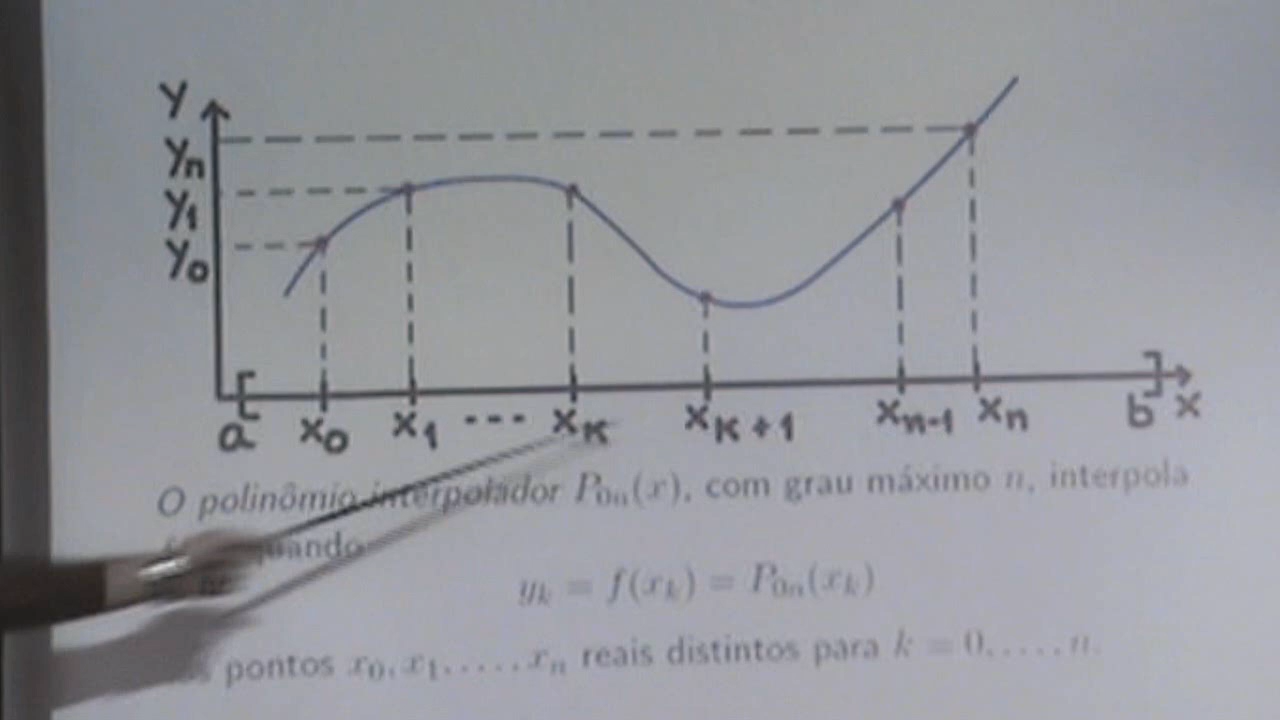 y
yₙ
y₁
y₀
a x₀ x₁ --- xₖ xₖ₊₁ xₙ₋₁ xₙ b x
O polinômio interpolador P₀ₙ(x), com grau máximo n, interpola
quando
yₖ = f(xₖ) = P₀ₙ(xₖ)
pontos x₀, x₁, . . . , xₙ reais distintos para k = 0, . . . , n.